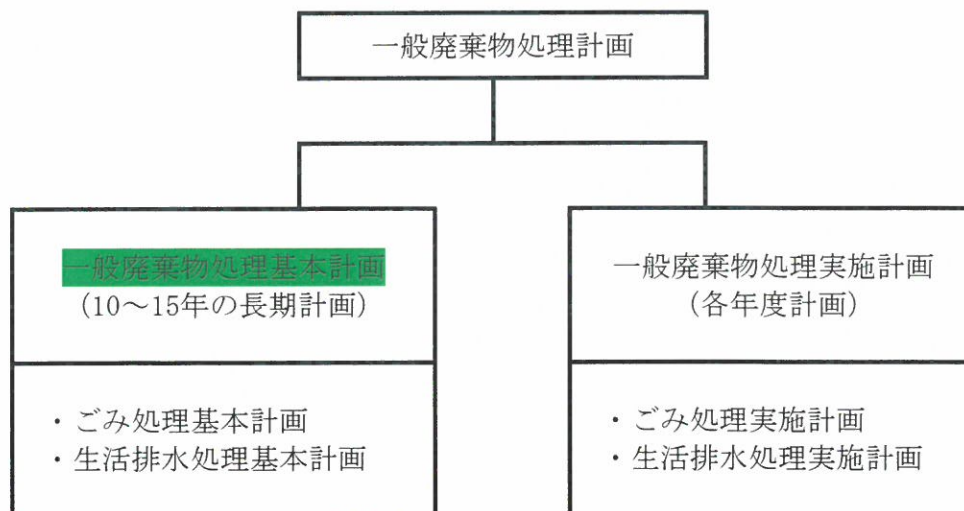 一般廃棄物処理計画
一般廃棄物処理基本計画
(10～15年の長期計画)
・ごみ処理基本計画
・生活排水処理基本計画
一般廃棄物処理実施計画
(各年度計画)
・ごみ処理実施計画
・生活排水処理実施計画